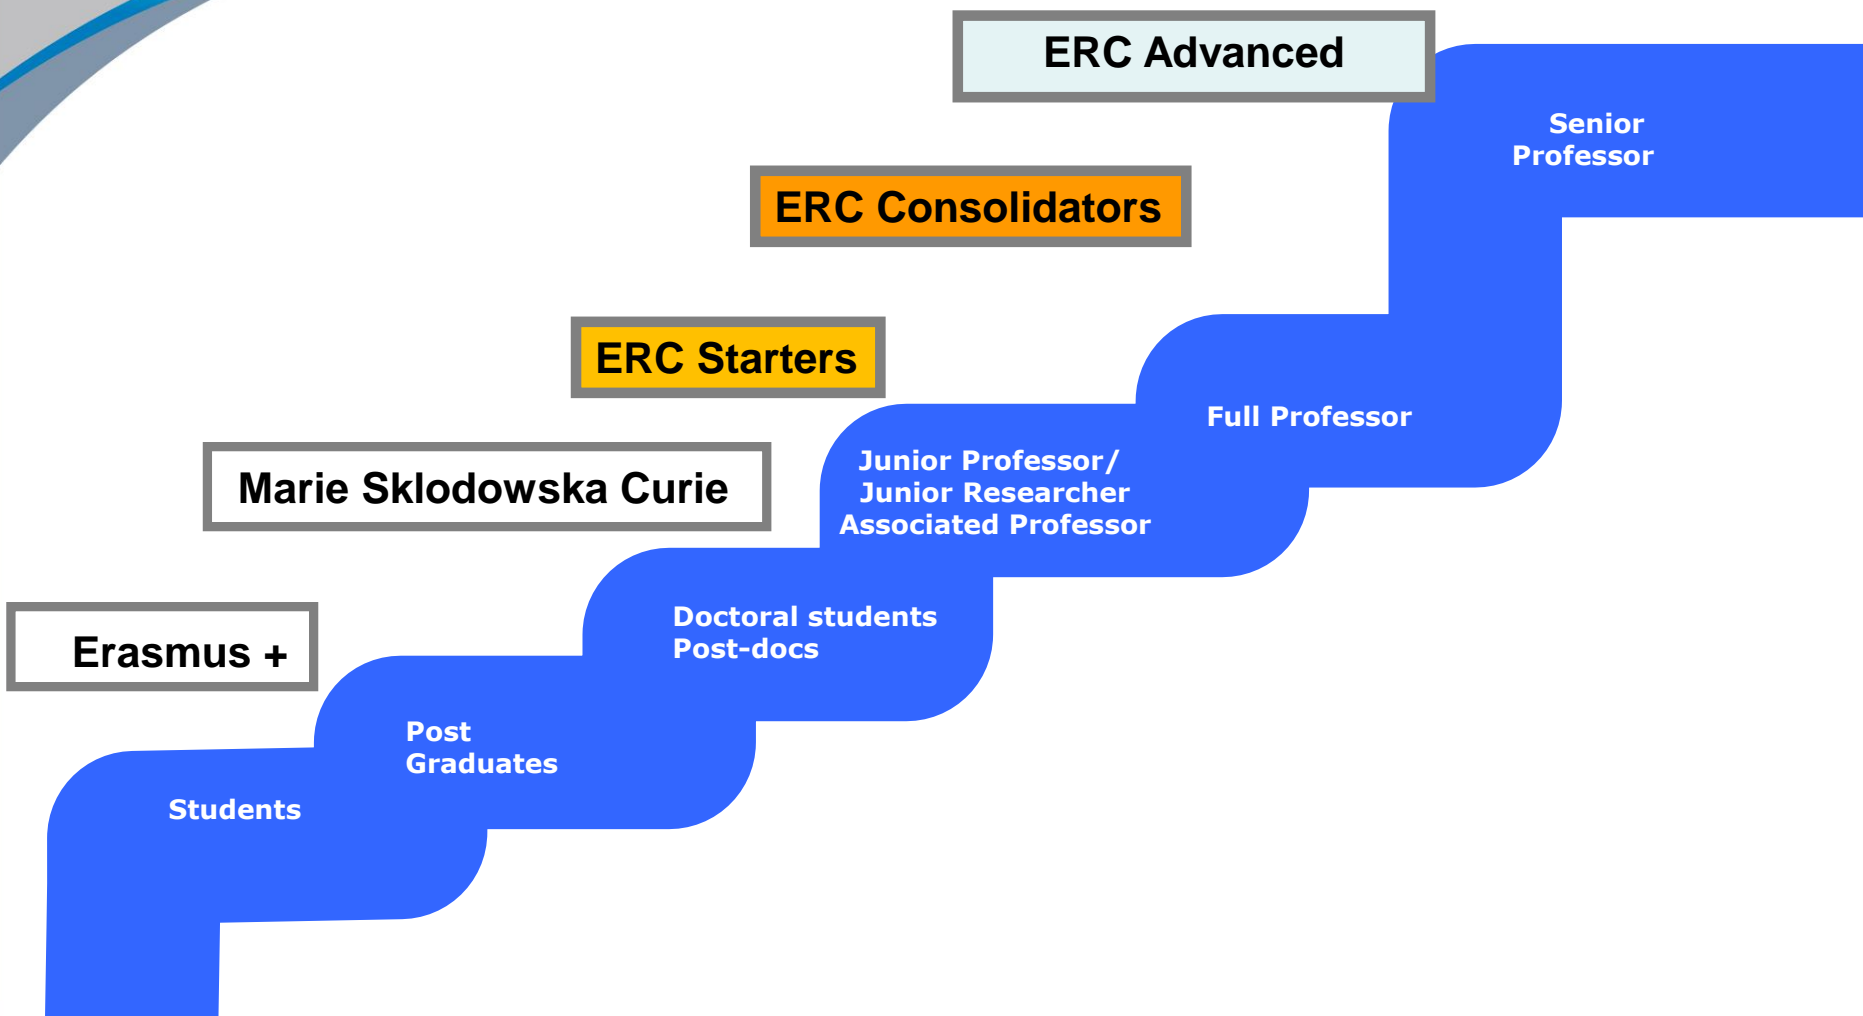 ERC Advanced
Senior
Professor
ERC Consolidators
ERC Starters
Full Professor
Junior Professor/
Junior Researcher
Associated Professor
Marie Sklodowska Curie
Doctoral students
Post-docs
Erasmus +
Post
Graduates
Students